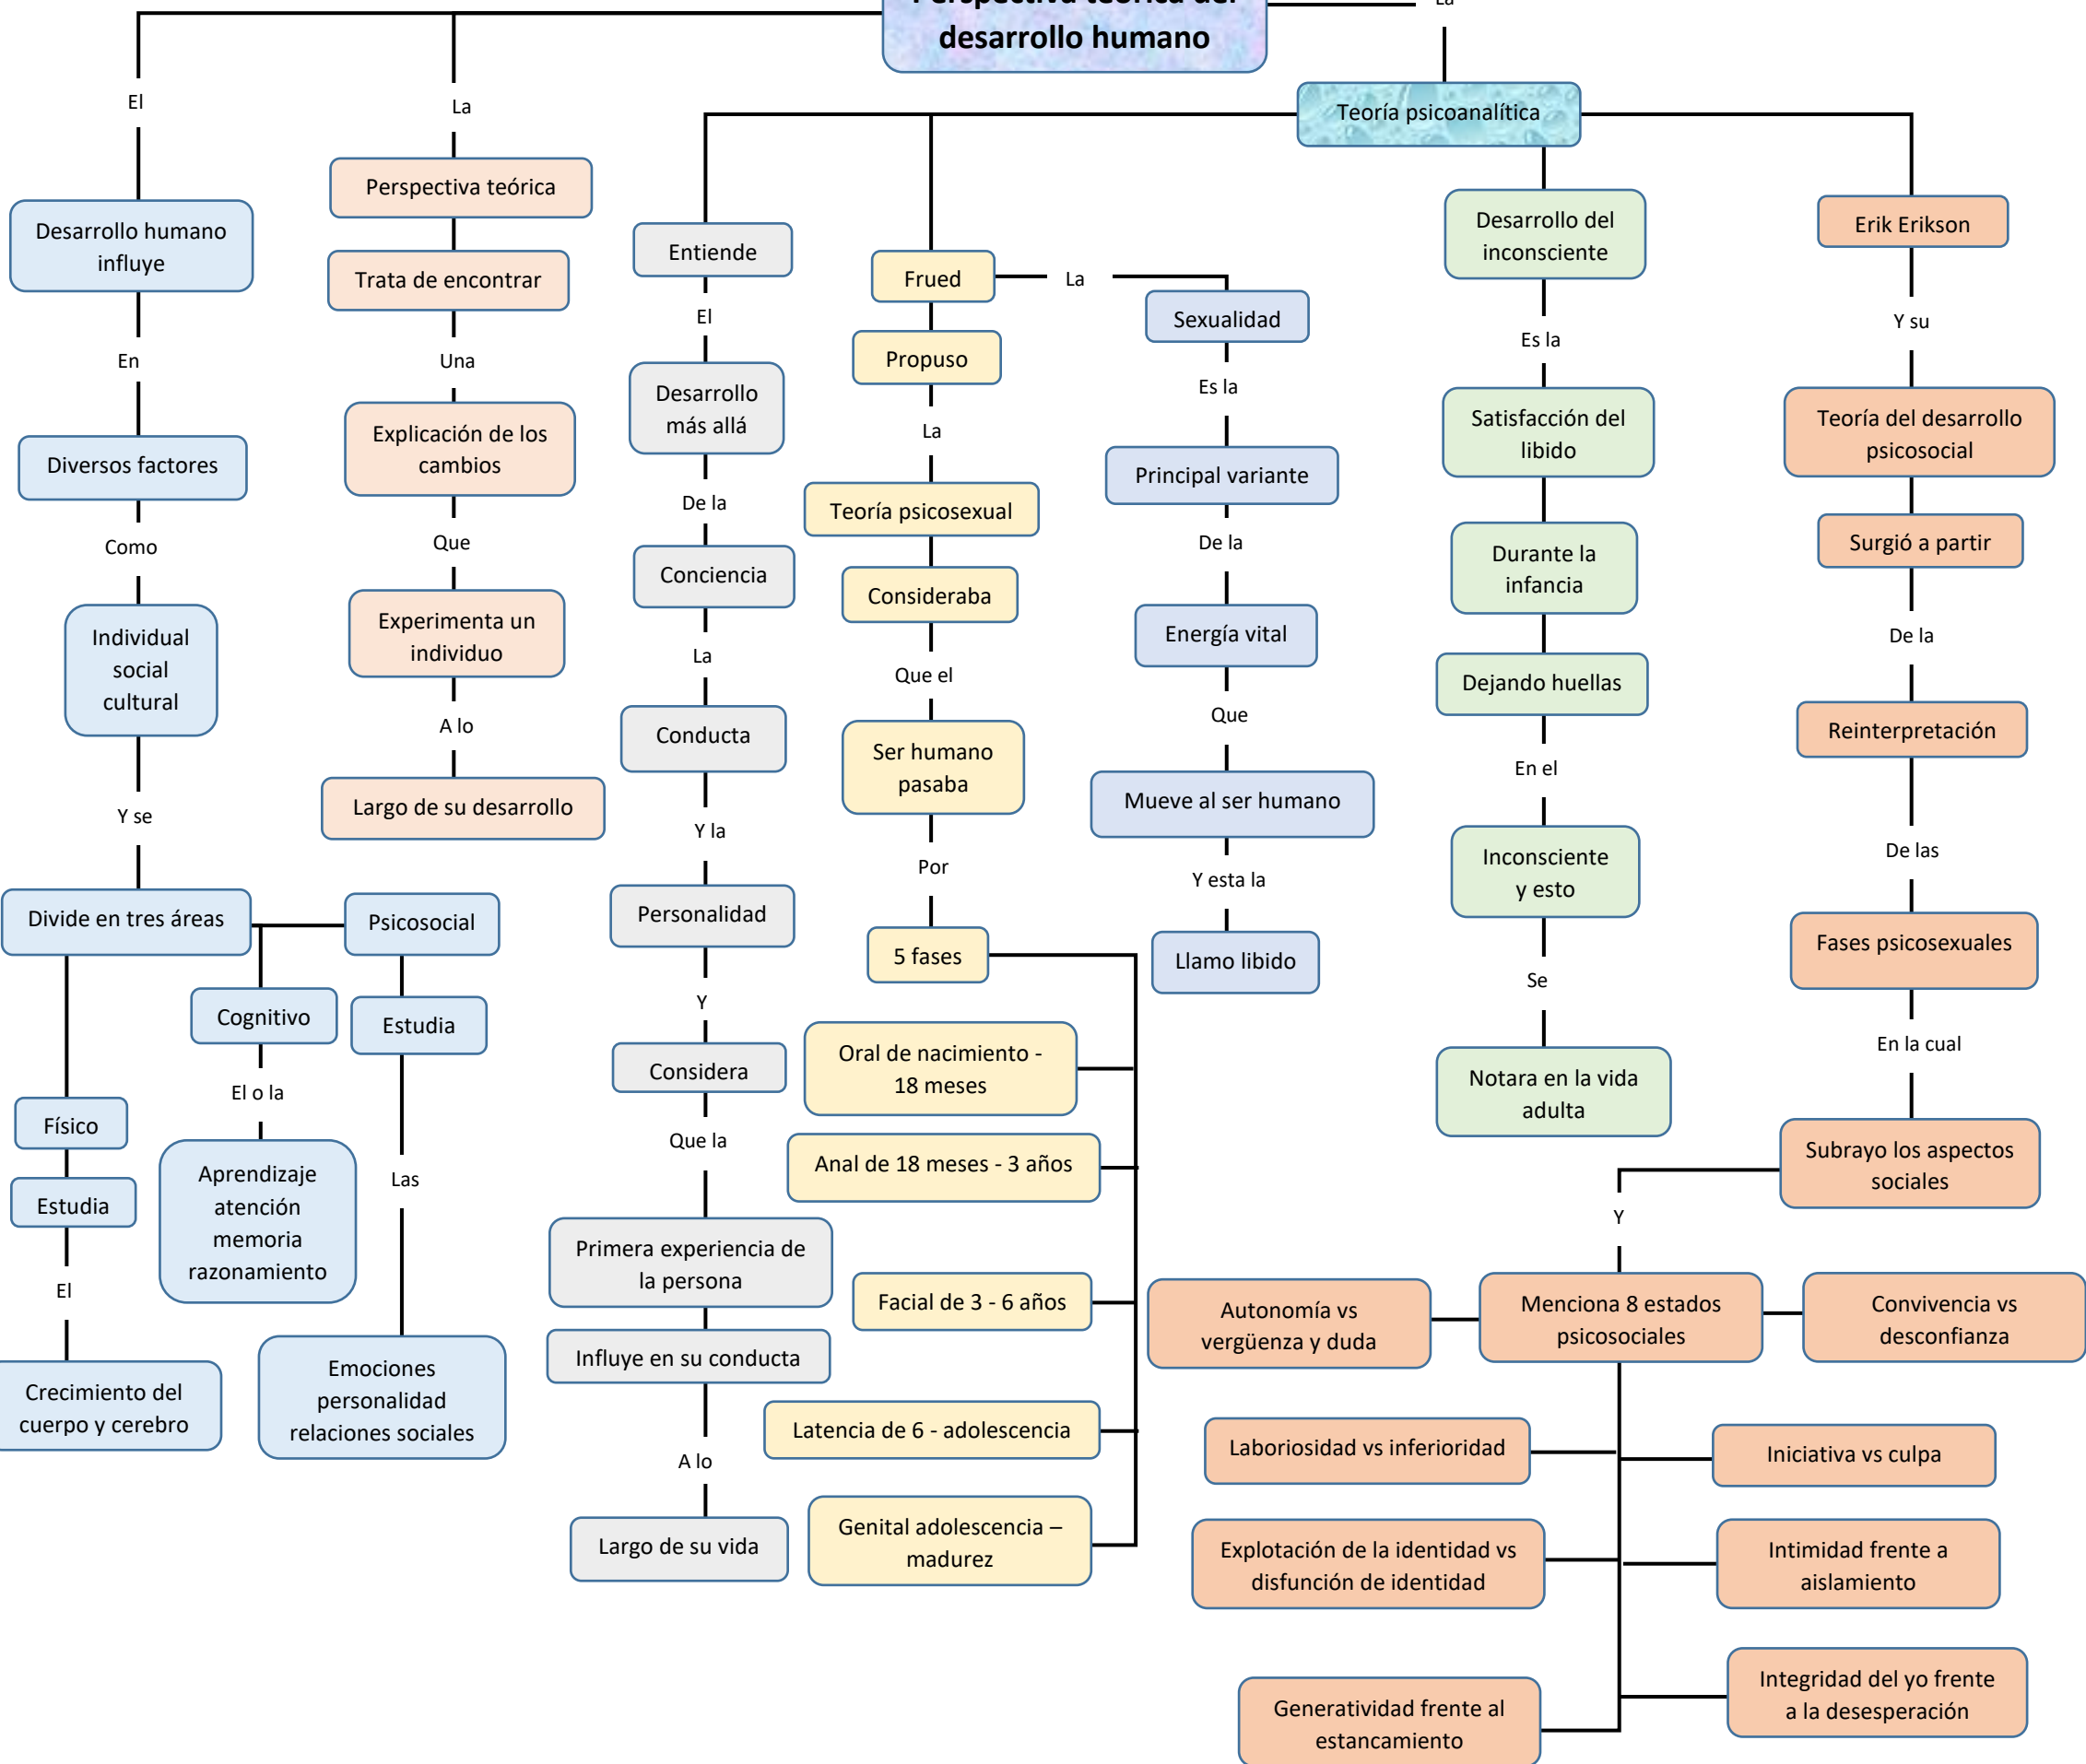 Perspectiva teórica del
desarrollo humano
La
El
La
Teoría psicoanalítica
Perspectiva teórica
Desarrollo humano
influye
Trata de encontrar
En
Una
Diversos factores
Explicación de los
cambios
Como
Que
Individual
social
cultural
Experimenta un
individuo
A lo
Largo de su desarrollo
Y se
Divide en tres áreas
Psicosocial
Cognitivo
Estudia
El o la
Físico
Aprendizaje
atención
memoria
razonamiento
Las
Estudia
El
Crecimiento del
cuerpo y cerebro
Emociones
personalidad
relaciones sociales
Entiende
El
Desarrollo
más allá
De la
Conciencia
La
Conducta
Y la
Personalidad
Y
Considera
Que la
Primera experiencia de
la persona
Influye en su conducta
A lo
Largo de su vida
Frued
La
Propuso
La
Teoría psicosexual
Consideraba
Que el
Ser humano
pasaba
Por
5 fases
Oral de nacimiento -
18 meses
Anal de 18 meses - 3 años
Facial de 3 - 6 años
Latencia de 6 - adolescencia
Genital adolescencia –
madurez
Sexualidad
Es la
Principal variante
De la
Energía vital
Que
Mueve al ser humano
Y esta la
Llamo libido
Desarrollo del
inconsciente
Es la
Satisfacción del
libido
Durante la
infancia
Dejando huellas
En el
Inconsciente
y esto
Se
Notara en la vida
adulta
Erik Erikson
Y su
Teoría del desarrollo
psicosocial
Surgió a partir
De la
Reinterpretación
De las
Fases psicosexuales
En la cual
Subrayo los aspectos
sociales
Y
Autonomía vs
vergüenza y duda
Menciona 8 estados
psicosociales
Convivencia vs
desconfianza
Laboriosidad vs inferioridad
Iniciativa vs culpa
Explotación de la identidad vs
disfunción de identidad
Intimidad frente a
aislamiento
Generatividad frente al
estancamiento
Integridad del yo frente
a la desesperación